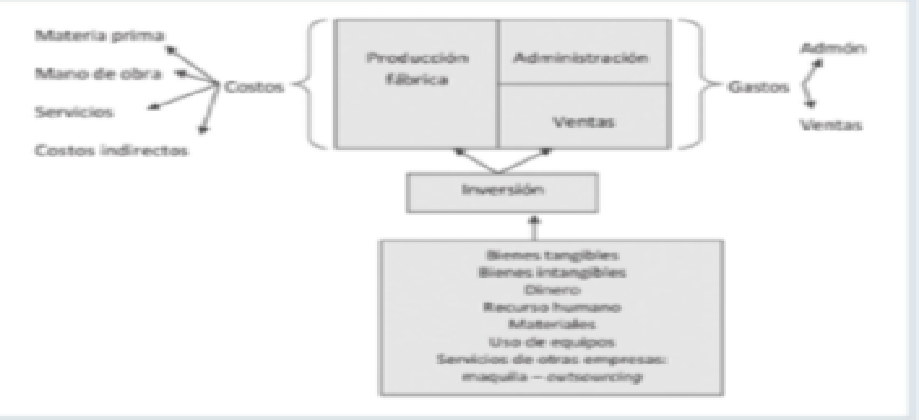 Materia prima
Mano de obra
Servicios
Costos indirectos
Costos
Producción
fábrica
Administración
Ventas
Gastos
Admón
Ventas
Inversión
Bienes tangibles
Bienes intangibles
Dinero
Recurso humano
Materiales
Uso de equipos
Servicios de otras empresas:
maquila – outsourcing